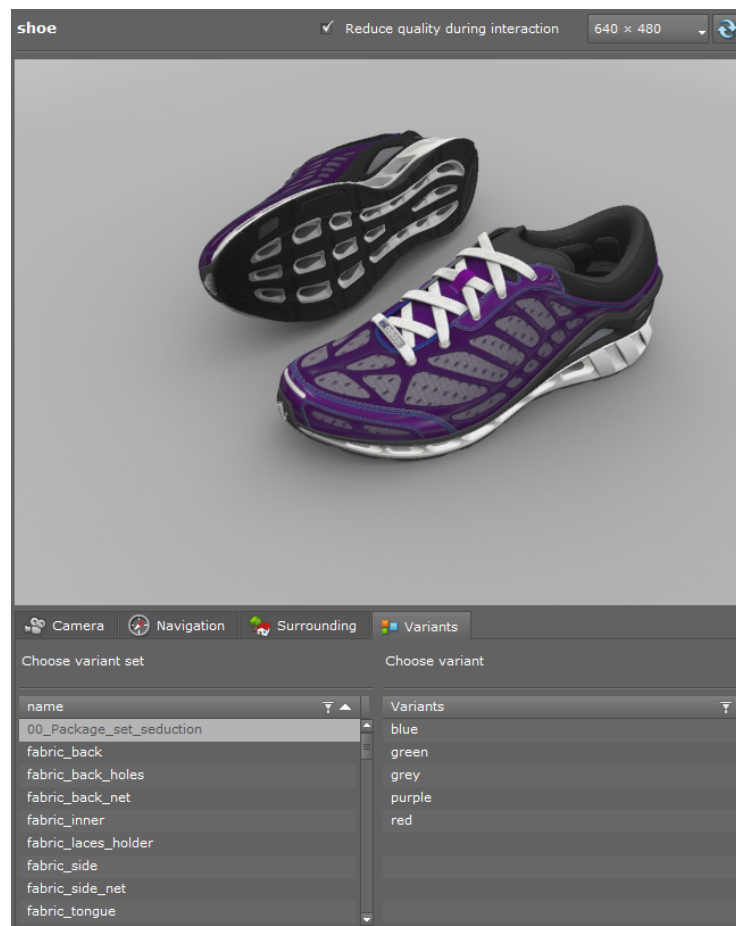 shoe
Reduce quality during interaction
640 × 480
Camera
Navigation
Surrounding
Variants
Choose variant set
Choose variant
name
Variants
00_Package_set_seduction
blue
fabric_back
green
fabric_back_holes
grey
fabric_back_net
purple
fabric_inner
red
fabric_laces_holder
fabric_side
fabric_side_net
fabric_tongue